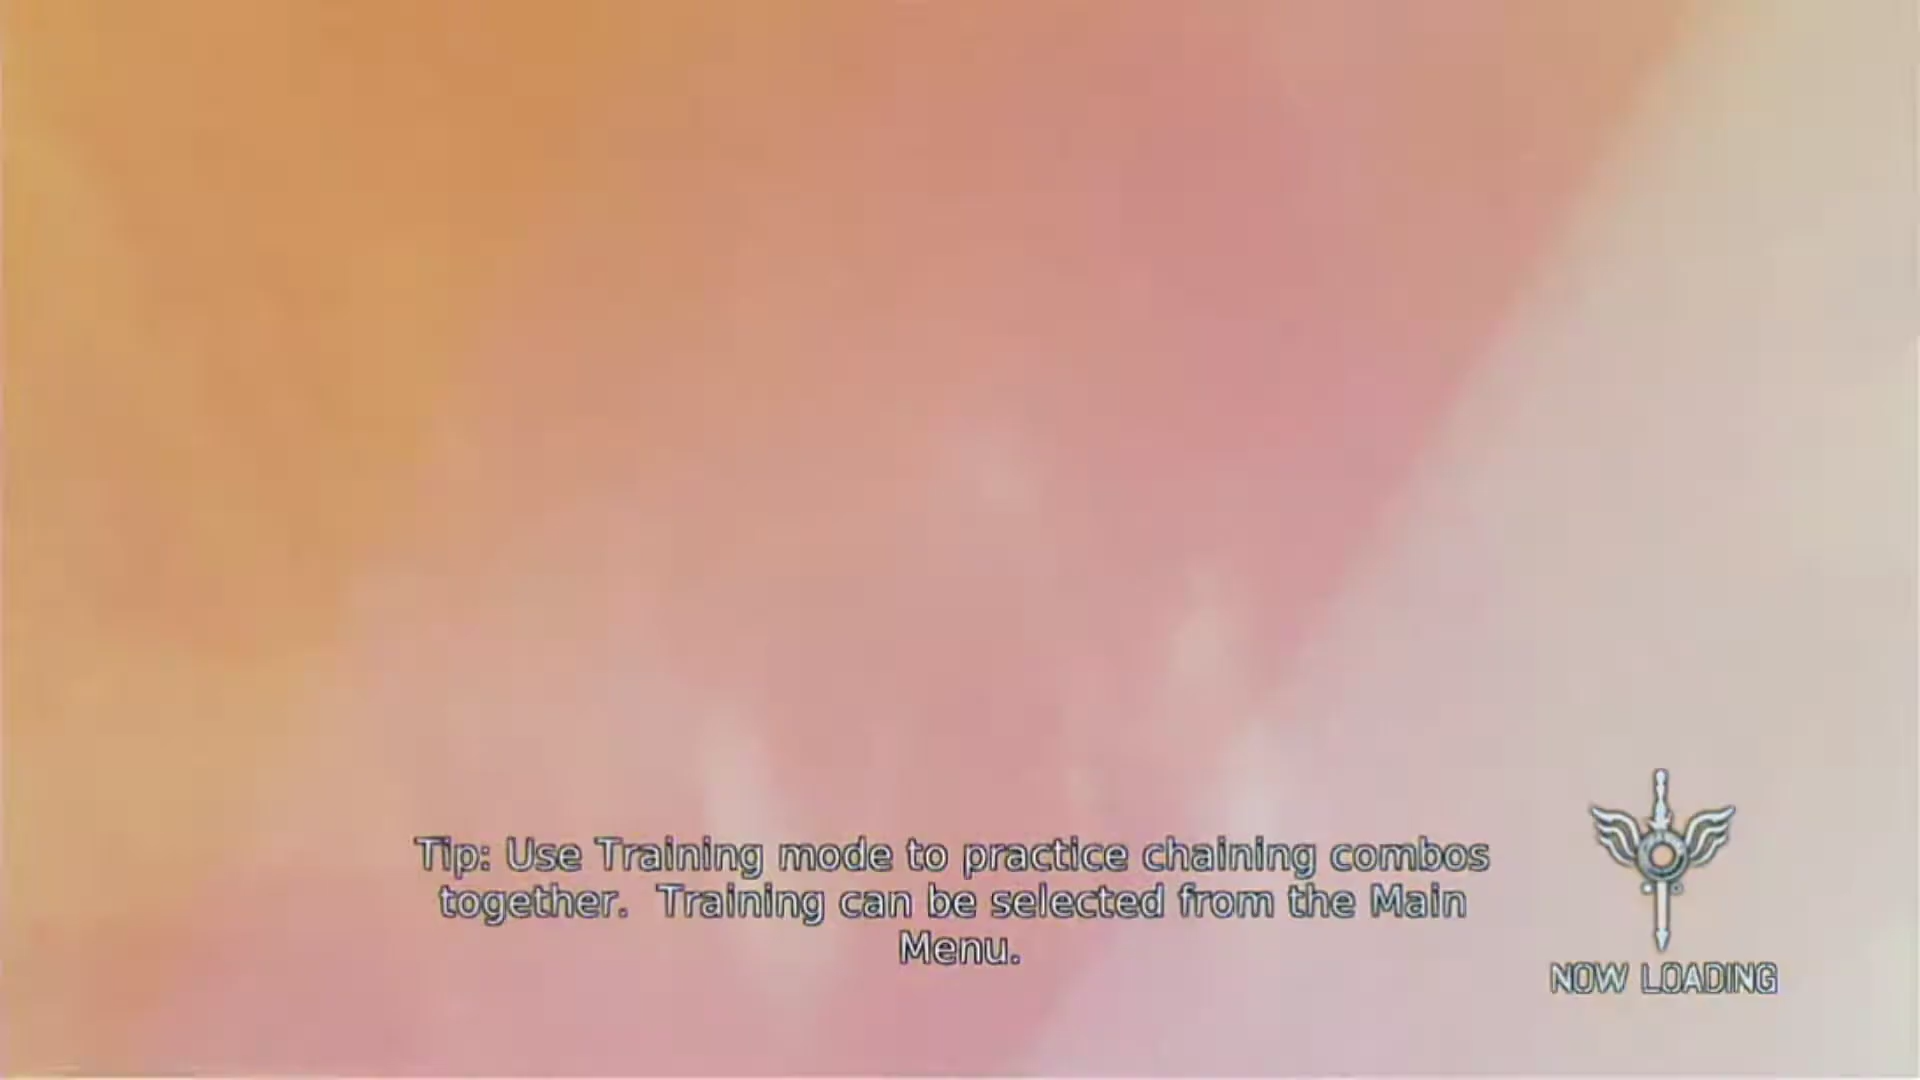 Tip: Use Training mode to practice chaining combos
together.  Training can be selected from the Main
Menu.
NOW LOADING